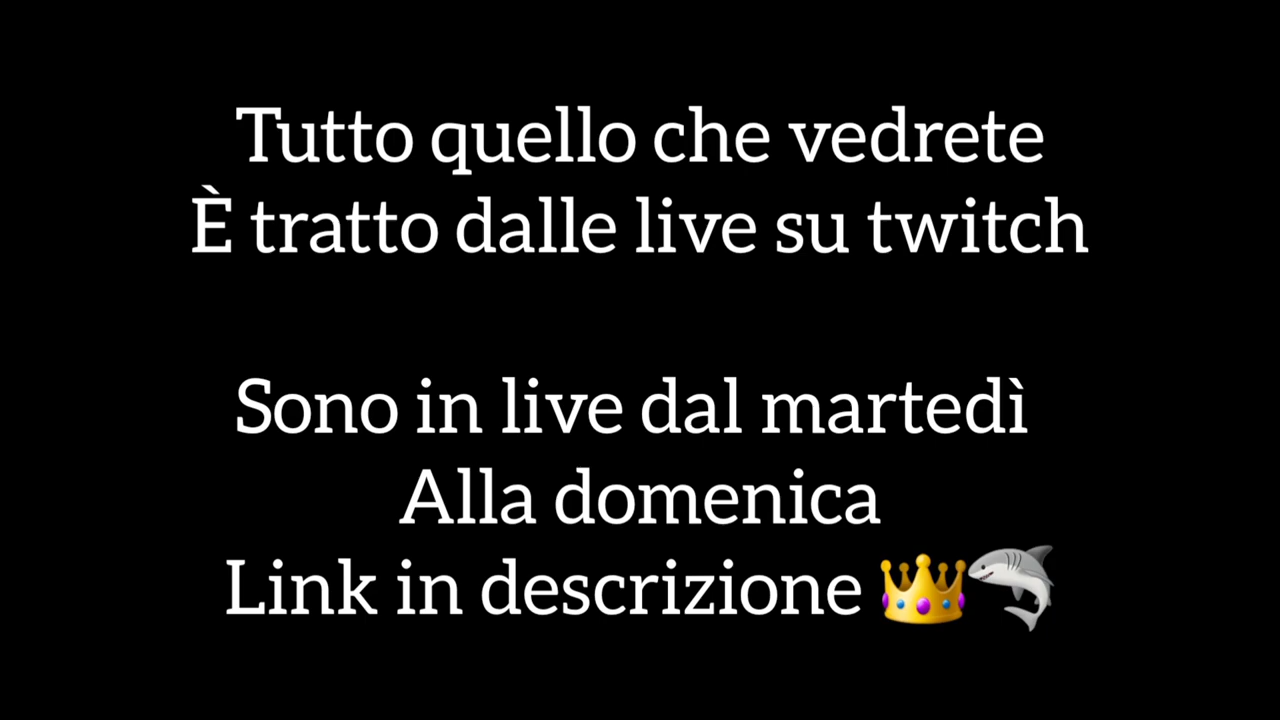 Tutto quello che vedrete
È tratto dalle live su twitch
Sono in live dal martedì
Alla domenica
Link in descrizione 👑🦈